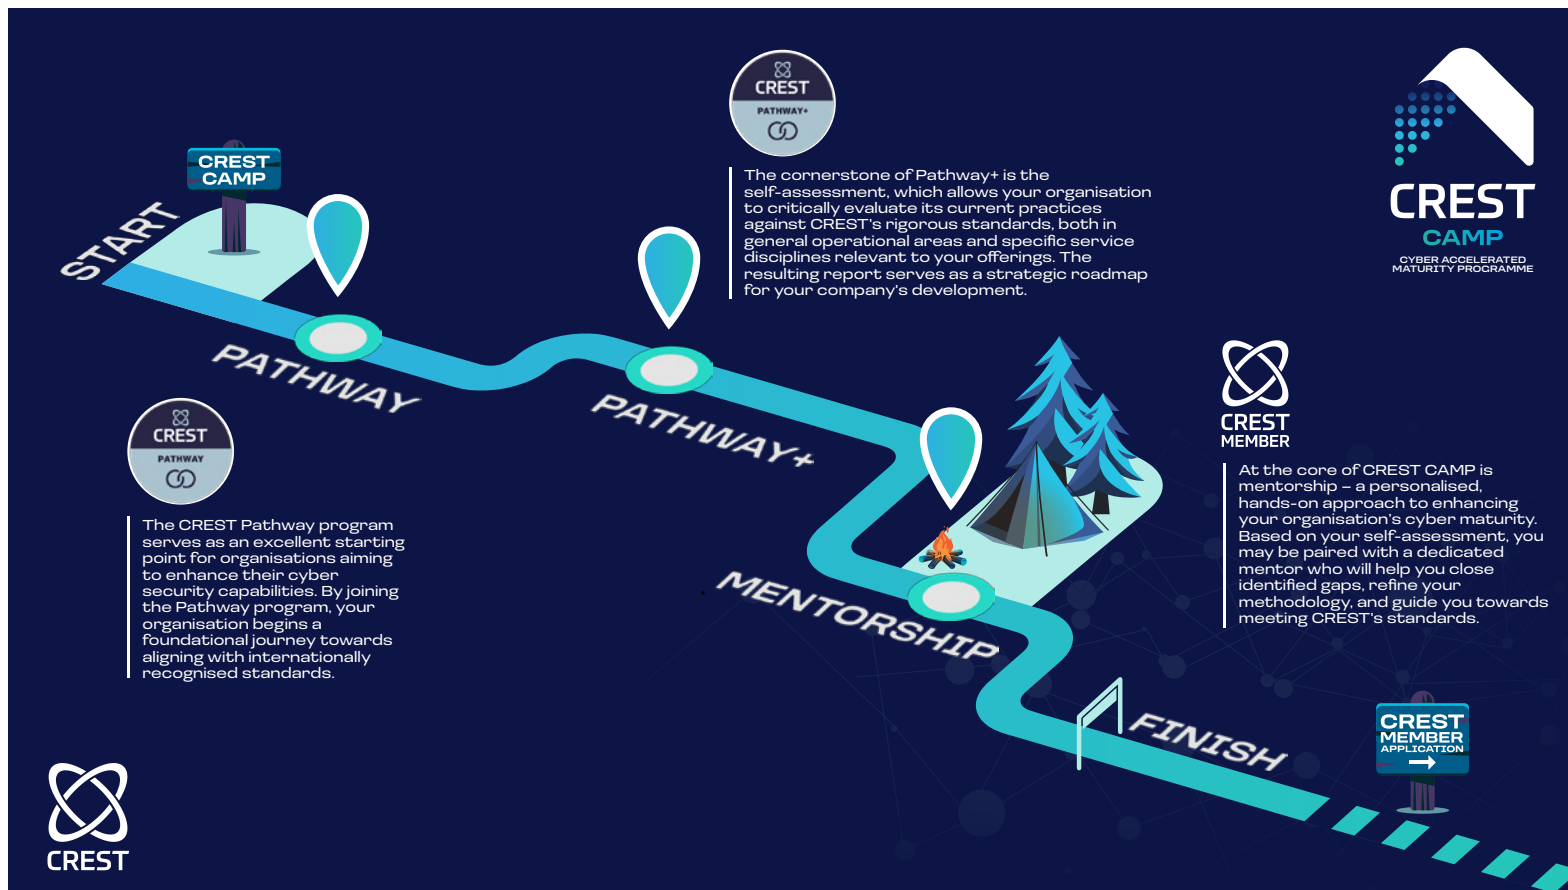 CREST
CAMP
START
PATHWAY
CREST
PATHWAY
The CREST Pathway program
serves as an excellent starting
point for organisations aiming
to enhance their cyber
security capabilities. By joining
the Pathway program, your
organisation begins a
foundational journey towards
aligning with internationally
recognised standards.
CREST
PATHWAY+
The cornerstone of Pathway+ is the
self-assessment, which allows your organisation
to critically evaluate its current practices
against CREST's rigorous standards, both in
general operational areas and specific service
disciplines relevant to your offerings. The
resulting report serves as a strategic roadmap
for your company's development.
PATHWAY+
CREST
CAMP
CYBER ACCELERATED
MATURITY PROGRAMME
MENTORSHIP
CREST
MEMBER
At the core of CREST CAMP is
mentorship – a personalised,
hands-on approach to enhancing
your organisation's cyber maturity.
Based on your self-assessment, you
may be paired with a dedicated
mentor who will help you close
identified gaps, refine your
methodology, and guide you towards
meeting CREST's standards.
FINISH
CREST
MEMBER
APPLICATION
CREST